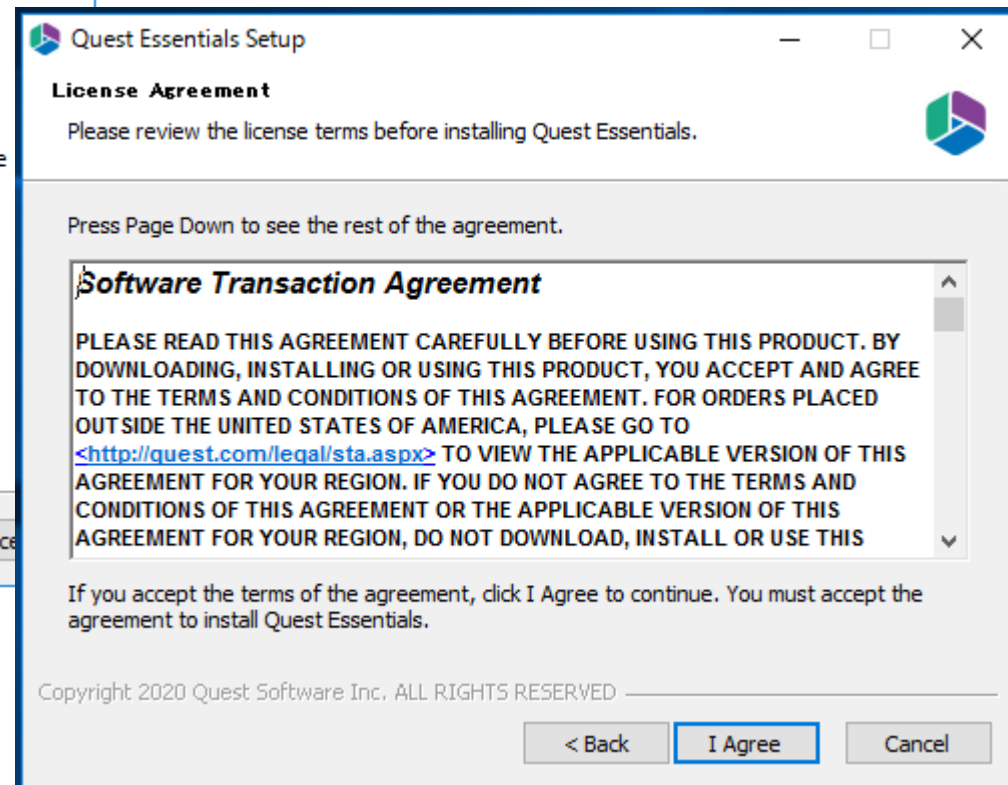 Quest Essentials Setup
License Agreement
Please review the license terms before installing Quest Essentials.
Press Page Down to see the rest of the agreement.
Software Transaction Agreement
PLEASE READ THIS AGREEMENT CAREFULLY BEFORE USING THIS PRODUCT. BY
DOWNLOADING, INSTALLING OR USING THIS PRODUCT, YOU ACCEPT AND AGREE
TO THE TERMS AND CONDITIONS OF THIS AGREEMENT. FOR ORDERS PLACED
OUTSIDE THE UNITED STATES OF AMERICA, PLEASE GO TO
<http://quest.com/legal/sta.aspx> TO VIEW THE APPLICABLE VERSION OF THIS
AGREEMENT FOR YOUR REGION. IF YOU DO NOT AGREE TO THE TERMS AND
CONDITIONS OF THIS AGREEMENT OR THE APPLICABLE VERSION OF THIS
AGREEMENT FOR YOUR REGION, DO NOT DOWNLOAD, INSTALL OR USE THIS
If you accept the terms of the agreement, click I Agree to continue. You must accept the
agreement to install Quest Essentials.
Copyright 2020 Quest Software Inc. ALL RIGHTS RESERVED
< Back I Agree Cancel